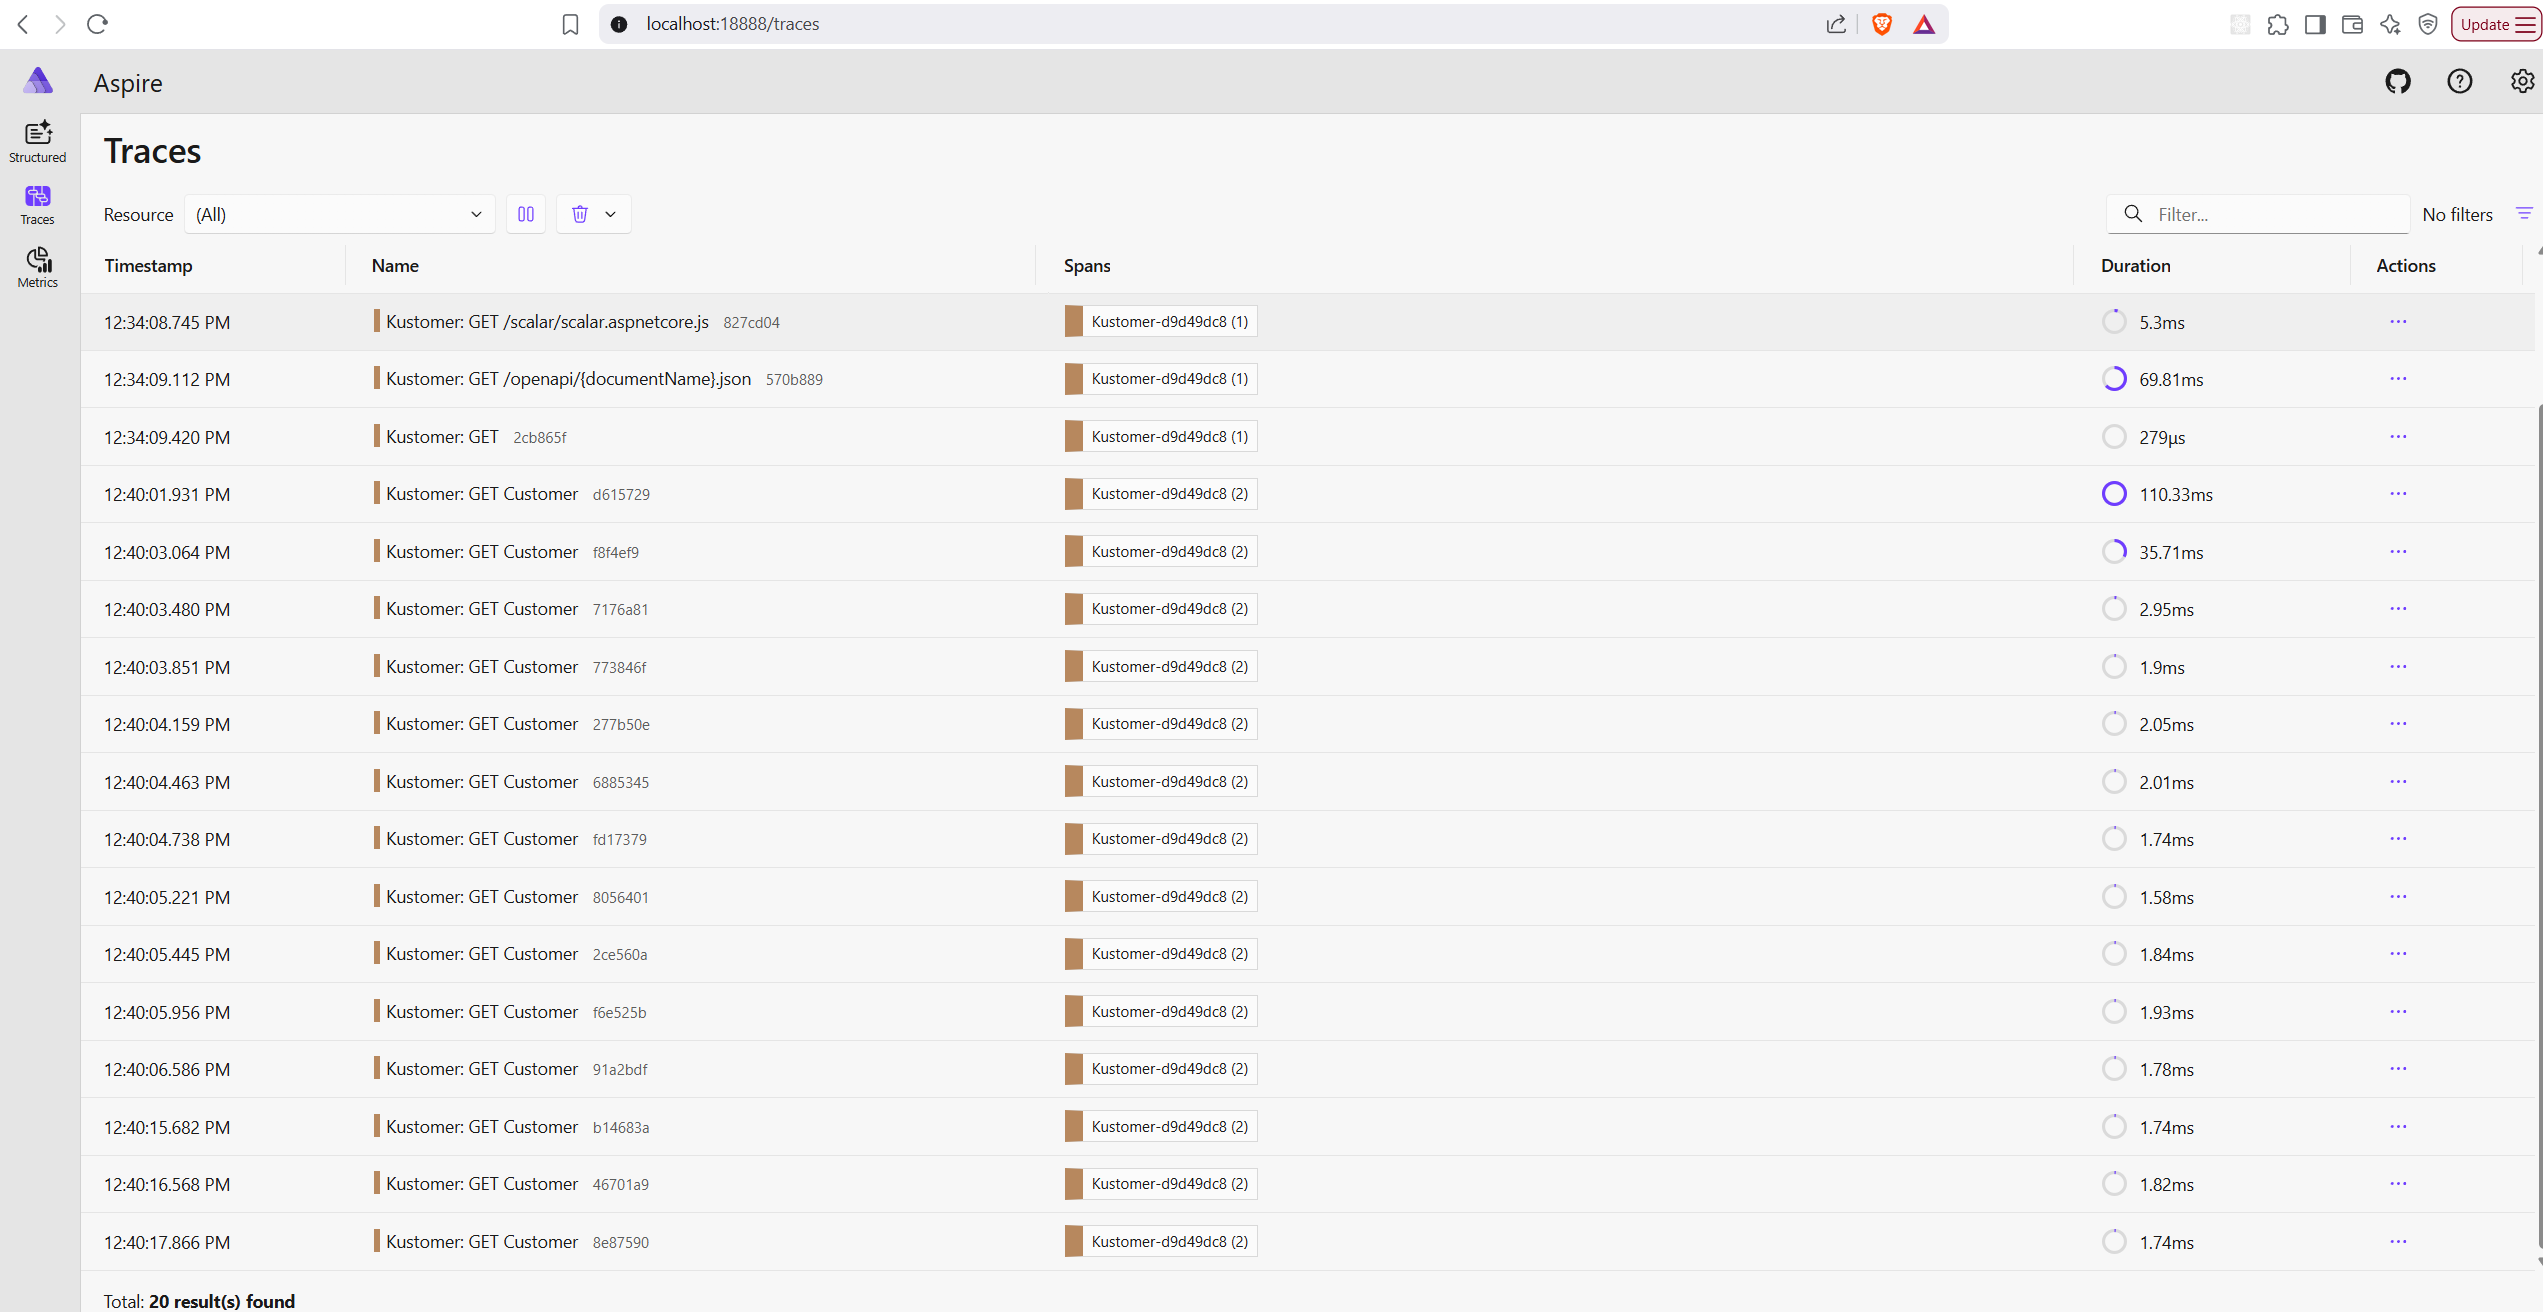 localhost:18888/traces
Update
Aspire
Structured
Traces
Metrics
Traces
Resource (All) Filter... No filters
Timestamp Name Spans Duration Actions
12:34:08.745 PM Kustomer: GET /scalar/scalar.aspnetcore.js 827cd04 Kustomer-d9d49dc8 (1) 5.3ms ...
12:34:09.112 PM Kustomer: GET /openapi/{documentName}.json 570b889 Kustomer-d9d49dc8 (1) 69.81ms ...
12:34:09.420 PM Kustomer: GET 2cb865f Kustomer-d9d49dc8 (1) 279μs ...
12:40:01.931 PM Kustomer: GET Customer d615729 Kustomer-d9d49dc8 (2) 110.33ms ...
12:40:03.064 PM Kustomer: GET Customer f8f4ef9 Kustomer-d9d49dc8 (2) 35.71ms ...
12:40:03.480 PM Kustomer: GET Customer 7176a81 Kustomer-d9d49dc8 (2) 2.95ms ...
12:40:03.851 PM Kustomer: GET Customer 773846f Kustomer-d9d49dc8 (2) 1.9ms ...
12:40:04.159 PM Kustomer: GET Customer 277b50e Kustomer-d9d49dc8 (2) 2.05ms ...
12:40:04.463 PM Kustomer: GET Customer 6885345 Kustomer-d9d49dc8 (2) 2.01ms ...
12:40:04.738 PM Kustomer: GET Customer fd17379 Kustomer-d9d49dc8 (2) 1.74ms ...
12:40:05.221 PM Kustomer: GET Customer 8056401 Kustomer-d9d49dc8 (2) 1.58ms ...
12:40:05.445 PM Kustomer: GET Customer 2ce560a Kustomer-d9d49dc8 (2) 1.84ms ...
12:40:05.956 PM Kustomer: GET Customer f6e525b Kustomer-d9d49dc8 (2) 1.93ms ...
12:40:06.586 PM Kustomer: GET Customer 91a2bdf Kustomer-d9d49dc8 (2) 1.78ms ...
12:40:15.682 PM Kustomer: GET Customer b14683a Kustomer-d9d49dc8 (2) 1.74ms ...
12:40:16.568 PM Kustomer: GET Customer 46701a9 Kustomer-d9d49dc8 (2) 1.82ms ...
12:40:17.866 PM Kustomer: GET Customer 8e87590 Kustomer-d9d49dc8 (2) 1.74ms ...
Total: 20 result(s) found